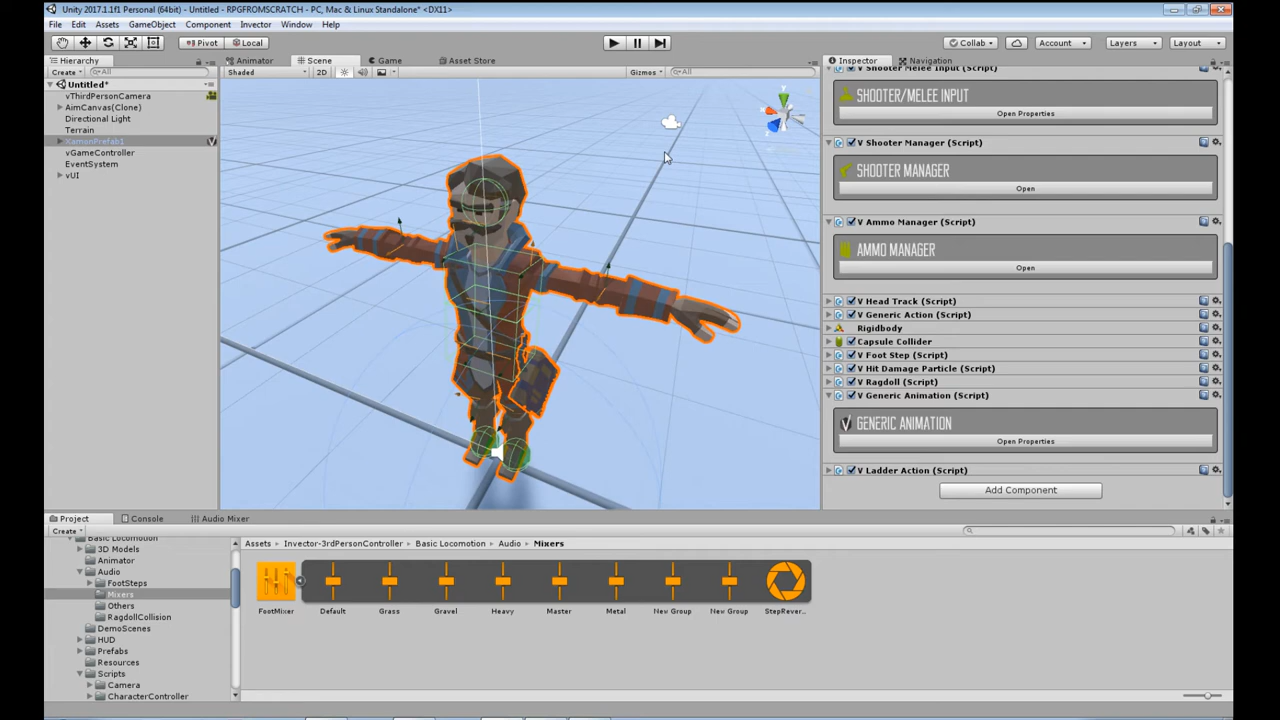 Unity 2017.1.1f1 Personal (64bit) - Untitled - RPGFROMSCRATCH - PC, Mac & Linux Standalone* <DX11>
File Edit Assets GameObject Component Invector Window Help
Pivot Local Collab Account Layers Layout
Hierarchy Animator Scene Game Asset Store Inspector Navigation
Create All Shaded 2D Gizmos All
V Shooter Melee Input (Script)
Untitled*
vThirdPersonCamera
AimCanvas(Clone)
Directional Light
Terrain
XamonPrefab1
vGameController
EventSystem
vUI
SHOOTER/MELEE INPUT
Open Properties
V Shooter Manager (Script)
SHOOTER MANAGER
Open
V Ammo Manager (Script)
AMMO MANAGER
Open
V Head Track (Script)
V Generic Action (Script)
Rigidbody
Capsule Collider
V Foot Step (Script)
V Hit Damage Particle (Script)
V Ragdoll (Script)
V Generic Animation (Script)
GENERIC ANIMATION
Open Properties
V Ladder Action (Script)
Add Component
Project Console Audio Mixer
Create
Basic Locomotion
3D Models
Animator
Audio
FootSteps
Mixers
Others
RagdollCollision
DemoScenes
HUD
Prefabs
Resources
Scripts
Camera
CharacterController
Assets Invector-3rdPersonController Basic Locomotion Audio Mixers
FootMixer Default Grass Gravel Heavy Master Metal New Group New Group StepRever...